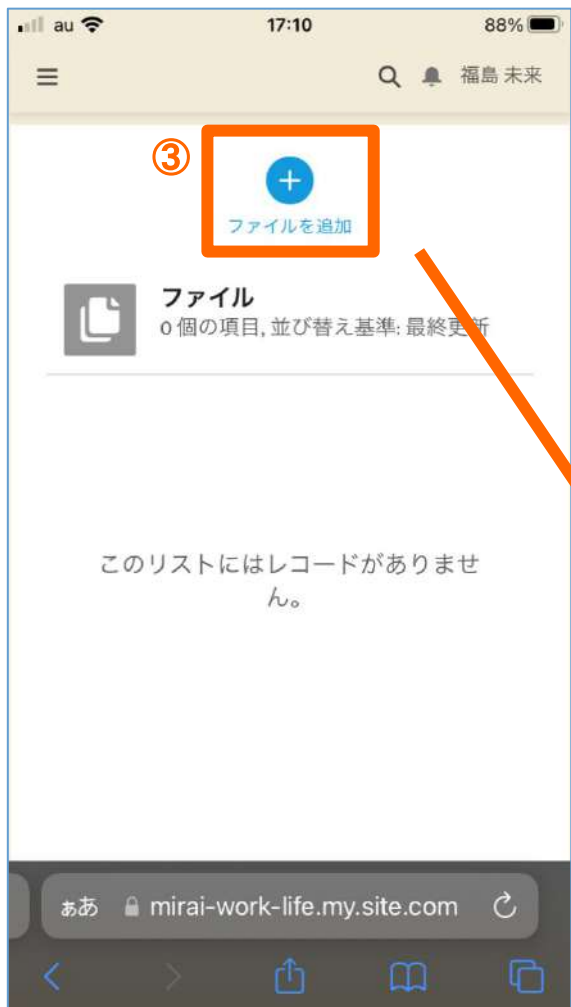 au 17:10 88%
福島 未来
③
ファイルを追加
ファイル
0 個の項目, 並び替え基準: 最終更新
このリストにはレコードがありませ
ん。
ぁあ mirai-work-life.my.site.com